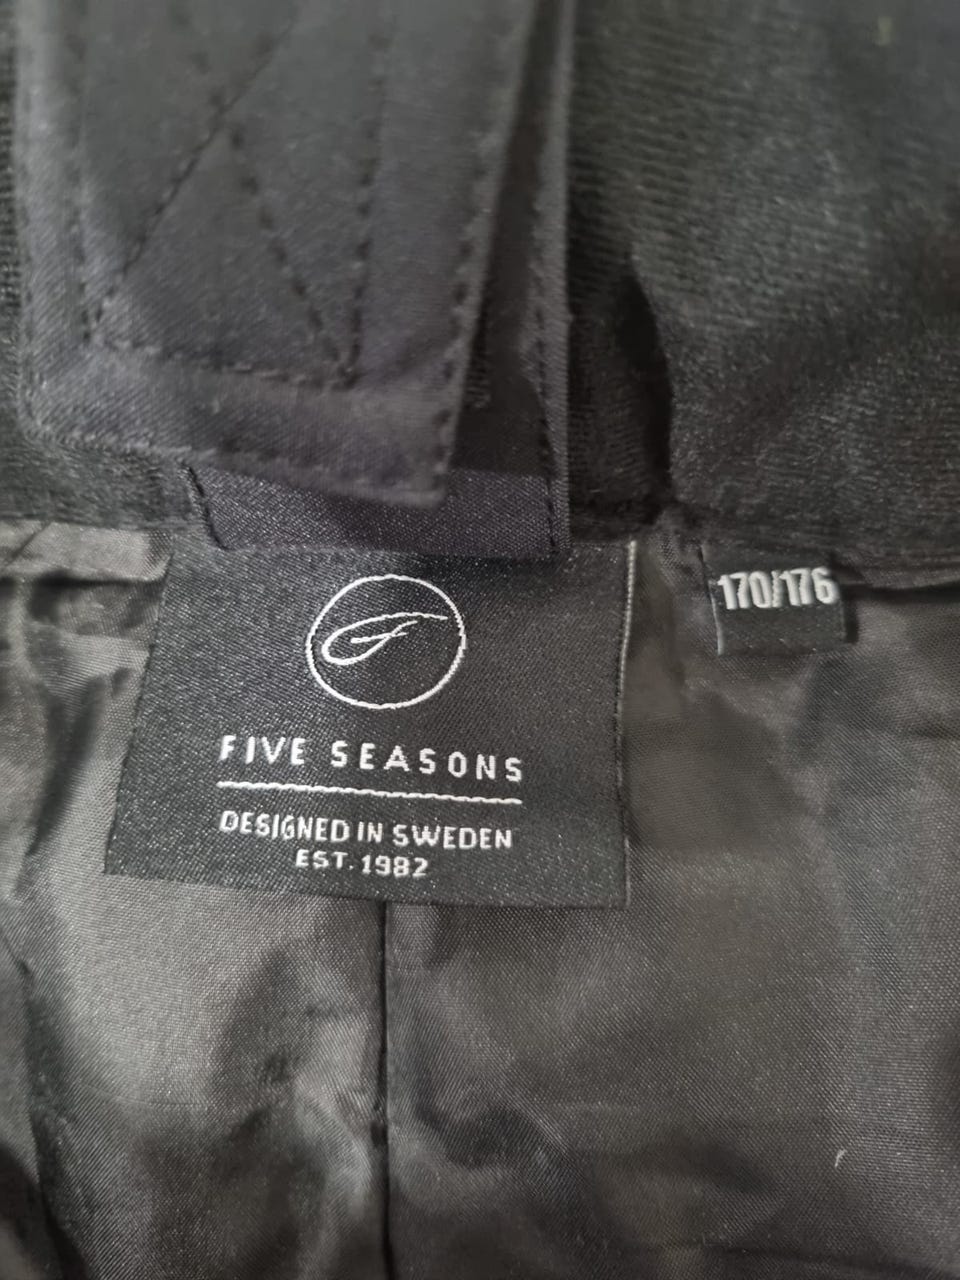 170/176
FIVE SEASONS
DESIGNED IN SWEDEN
EST. 1982